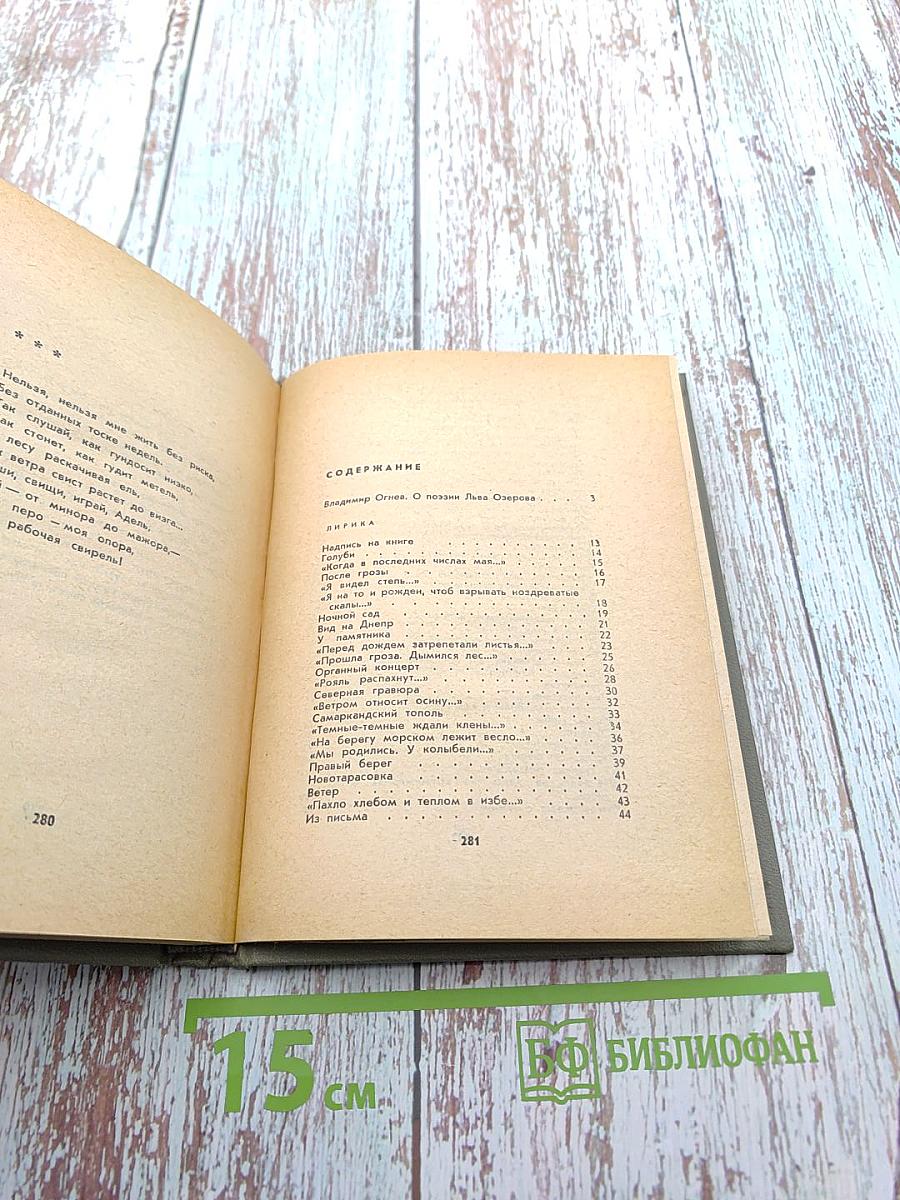 * * *
Нельзя, нельзя мне жить без риска,
Без отданных тоске недель.
Так слушай, как гундосит низко,
ак стонет, как гудит метель,
лесу раскачивая ель,
ветра свист растет до визга...
ши, свищи, играй, Адель,
— от минора до мажора,—
перо — моя опора,
рабочая свирель!
280
СОДЕРЖАНИЕ
Владимир Огнев. О поэзии Льва Озерова . . . 3
ЛИРИКА
Надпись на книге . . . . . . . . . 13
Голуби . . . . . . . . . . . . 14
«Когда в последних числах мая...» . . . . 15
После грозы . . . . . . . . . . 16
«Я видел степь...» . . . . . . . . 17
«Я на то и рожден, чтоб взрывать ноздреватые
скалы...» . . . . . . . . . . . 18
Ночной сад . . . . . . . . . . . 19
Вид на Днепр . . . . . . . . . . 21
У памятника . . . . . . . . . . 22
«Перед дождем затрепетали листья...» . . . 23
«Прошла гроза. Дымился лес...» . . . . . 25
Органный концерт . . . . . . . . . 26
«Рояль распахнут...» . . . . . . . . 28
Северная гравюра . . . . . . . . . 30
«Ветром относит осину...» . . . . . . 32
Самаркандский тополь . . . . . . . . 33
«Темные-темные ждали клены...» . . . . . 34
«На берегу морском лежит весло...» . . . . 36
«Мы родились. У колыбели...» . . . . . 37
Правый берег . . . . . . . . . . 39
Новотарасовка . . . . . . . . . . 41
Ветер . . . . . . . . . . . . 42
«Пахло хлебом и теплом в избе...» . . . . 43
Из письма . . . . . . . . . . . 44
281
15 см
БФ БИБЛИОФАН